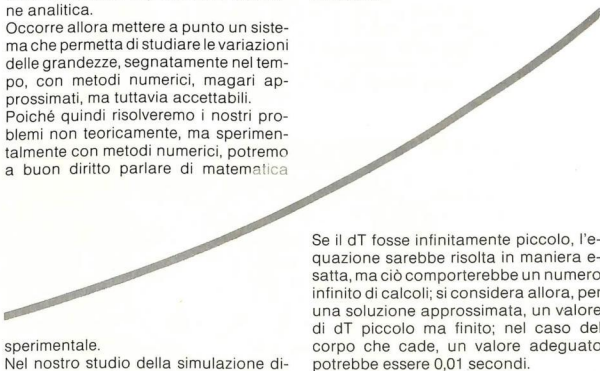 ne analitica.
Occorre allora mettere a punto un siste-
ma che permetta di studiare le variazioni
delle grandezze, segnatamente nel tem-
po, con metodi numerici, magari ap-
prossimati, ma tuttavia accettabili.
Poiché quindi risolveremo i nostri pro-
blemi non teoricamente, ma sperimen-
talmente con metodi numerici, potremo
a buon diritto parlare di matematica
sperimentale.
Nel nostro studio della simulazione di-
Se il dT fosse infinitamente piccolo, l'e-
quazione sarebbe risolta in maniera e-
satta, ma ciò comporterebbe un numero
infinito di calcoli; si considera allora, per
una soluzione approssimata, un valore
di dT piccolo ma finito; nel caso del
corpo che cade, un valore adeguato
potrebbe essere 0,01 secondi.